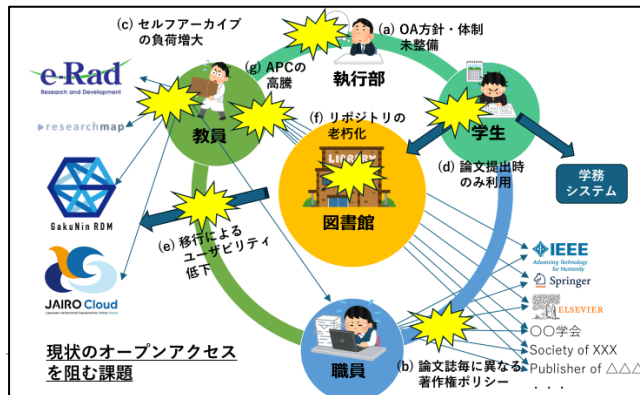 (c) セルフアーカイブ
の負荷増大
(a) OA方針・体制
未整備
e-Rad
Research and Development
(g) APCの
高騰
執行部
researchmap
教員
(f) リポジトリの
老朽化
学生
LIBRARY
(d) 論文提出時
のみ利用
学務
システム
GakuNin RDM
図書館
(e) 移行による
ユーザビリティ
低下
IEEE
Advancing Technology
for Humanity
Springer
JAIRO Cloud
ELSEVIER
〇〇学会
Society of XXX
Publisher of △△△
・・・
職員
(b) 論文誌毎に異なる
著作権ポリシー
現状のオープンアクセス
を阻む課題